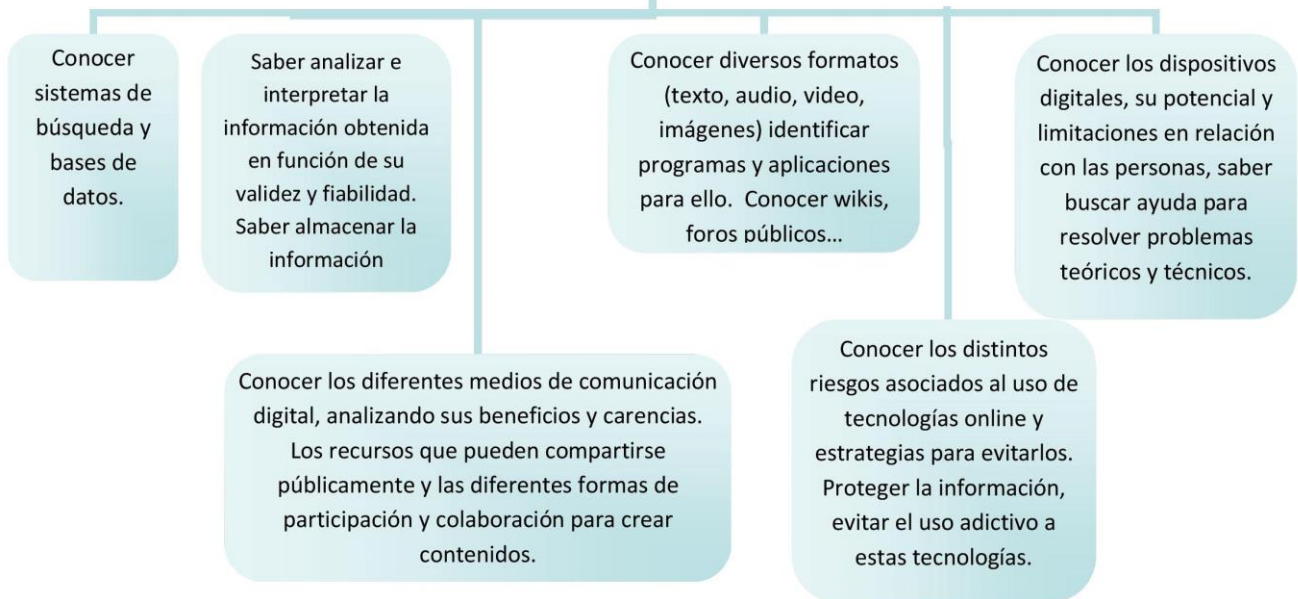 Conocer
sistemas de
búsqueda y
bases de
datos.
Saber analizar e
interpretar la
información obtenida
en función de su
validez y fiabilidad.
Saber almacenar la
información
Conocer diversos formatos
(texto, audio, video,
imágenes) identificar
programas y aplicaciones
para ello.  Conocer wikis,
foros públicos…
Conocer los dispositivos
digitales, su potencial y
limitaciones en relación
con las personas, saber
buscar ayuda para
resolver problemas
teóricos y técnicos.
Conocer los diferentes medios de comunicación
digital, analizando sus beneficios y carencias.
Los recursos que pueden compartirse
públicamente y las diferentes formas de
participación y colaboración para crear
contenidos.
Conocer los distintos
riesgos asociados al uso de
tecnologías online y
estrategias para evitarlos.
Proteger la información,
evitar el uso adictivo a
estas tecnologías.